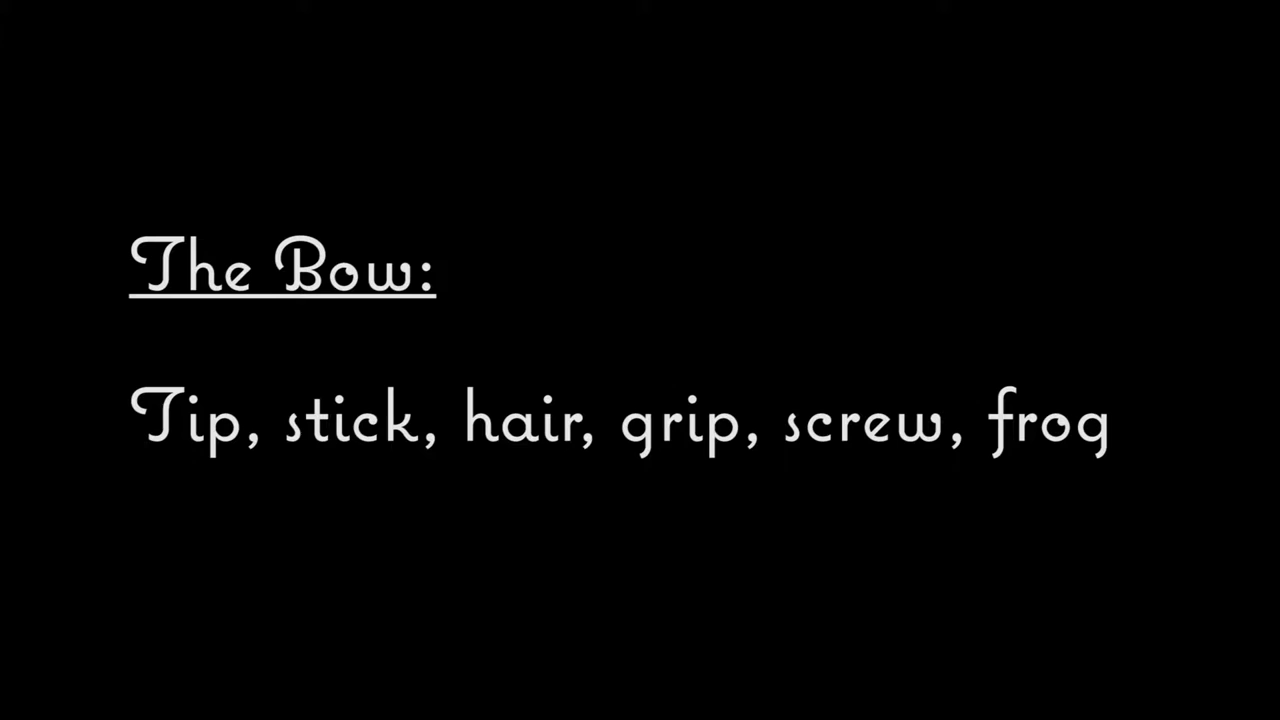 The Bow:
Tip, stick, hair, grip, screw, frog